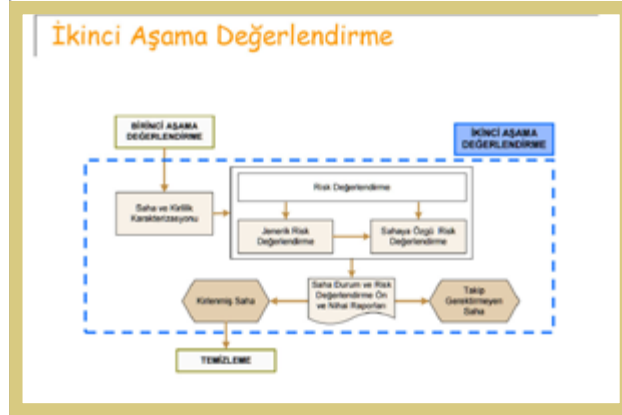 İkinci Aşama Değerlendirme
BİRİNCİ AŞAMA
DEĞERLENDİRME
İKİNCİ AŞAMA
DEĞERLENDİRME
Risk Değerlendirme
Saha ve Kirlilik
Karakterizasyonu
Jenerik Risk
Değerlendirme
Sahaya Özgü Risk
Değerlendirme
Saha Durum ve Risk
Değerlendirme Ön
ve Nihai Raporları
Kirlenmiş Saha
Takip
Gerektirmeyen
Saha
TEMİZLEME